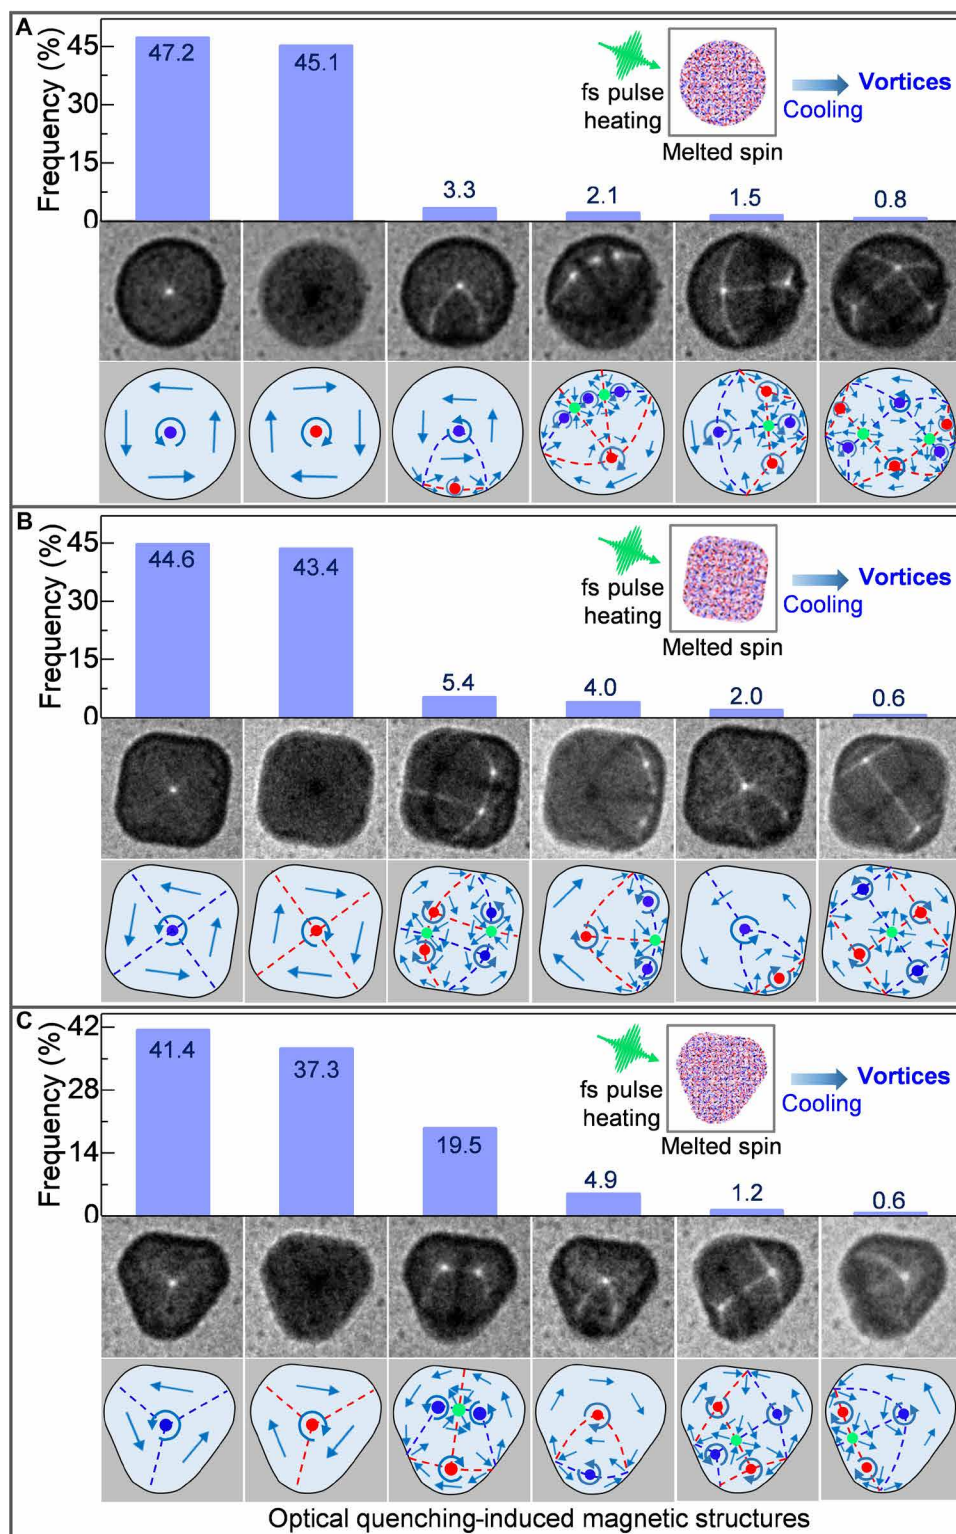 A
Frequency (%)
45
30
15
0
47.2
45.1
3.3
2.1
1.5
0.8
fs pulse
heating
Melted spin
Cooling
Vortices
B
Frequency (%)
45
30
15
0
44.6
43.4
5.4
4.0
2.0
0.6
fs pulse
heating
Melted spin
Cooling
Vortices
C
Frequency (%)
42
28
14
0
41.4
37.3
19.5
4.9
1.2
0.6
fs pulse
heating
Melted spin
Cooling
Vortices
Optical quenching-induced magnetic structures